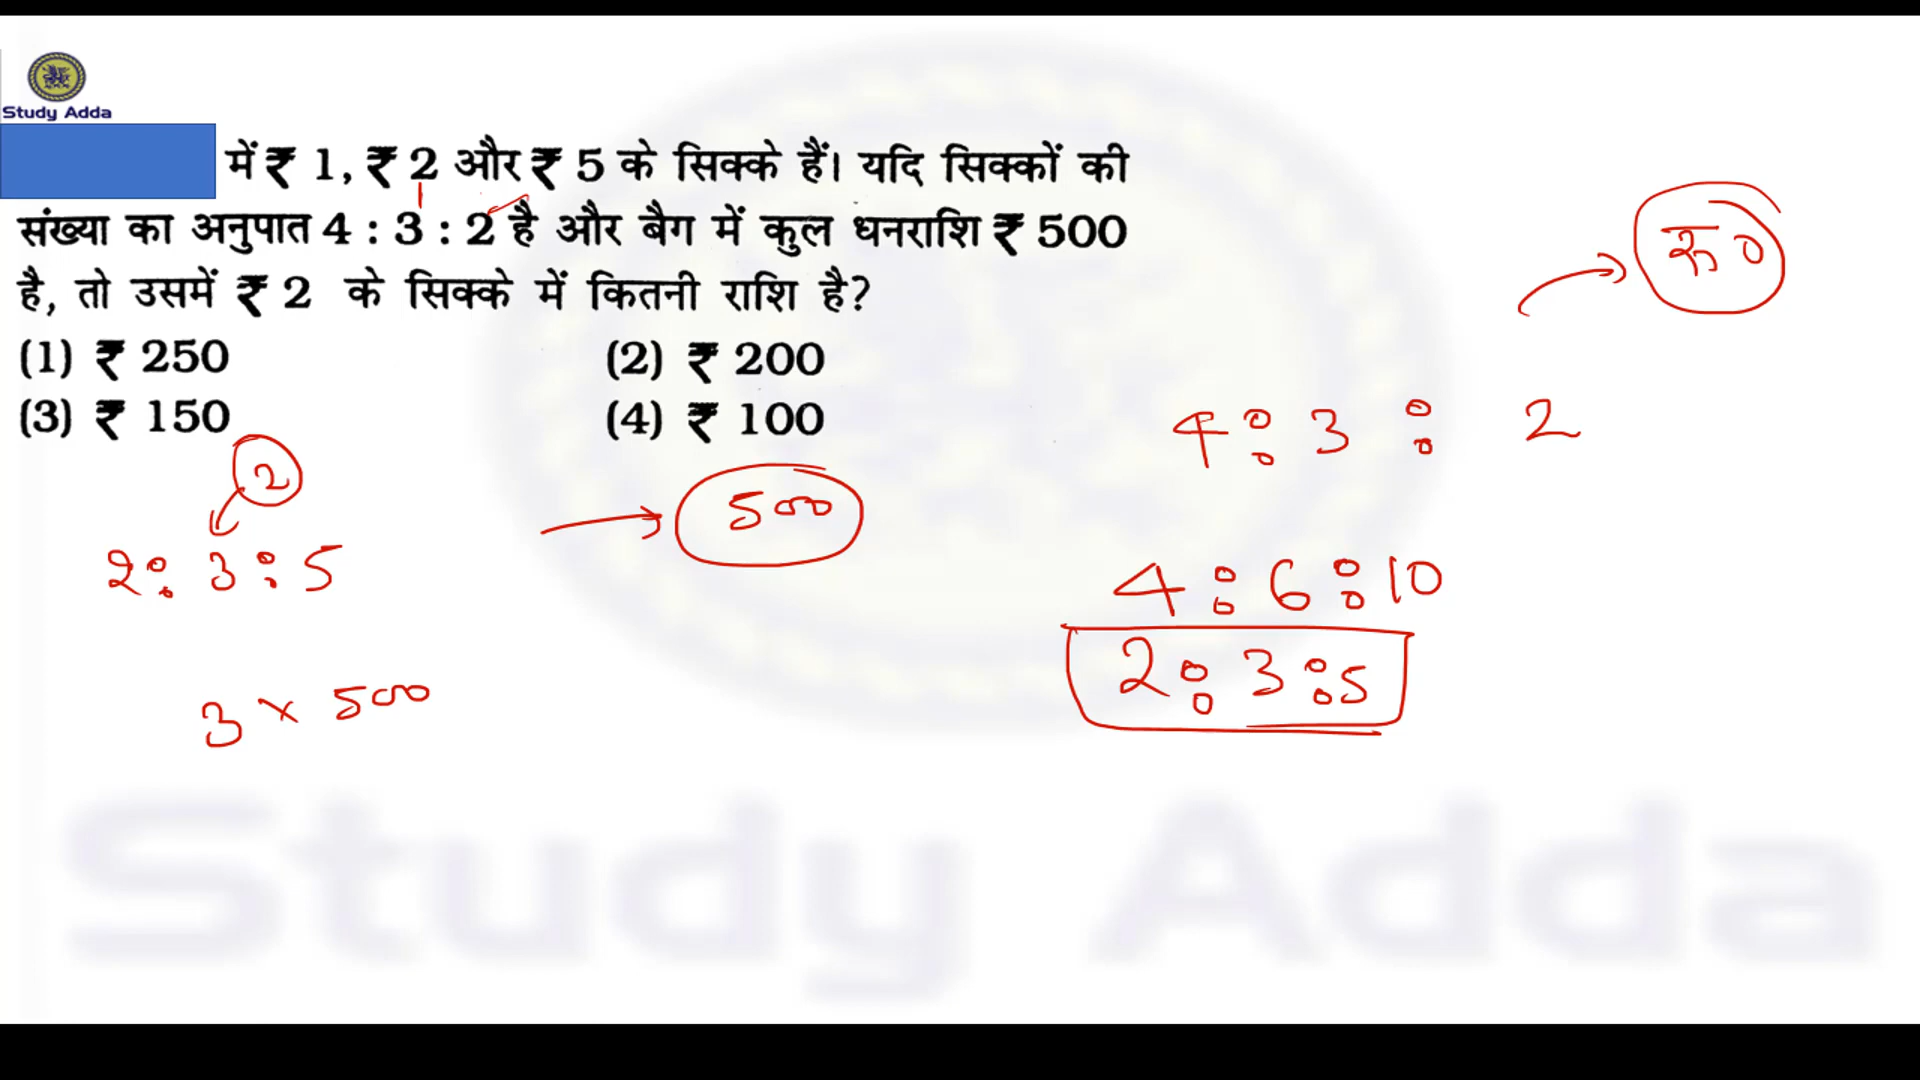 Study Adda
में ₹ 1, ₹ 2 और ₹ 5 के सिक्के हैं। यदि सिक्कों की
संख्या का अनुपात 4 : 3 : 2 है और बैग में कुल धनराशि ₹ 500
है, तो उसमें ₹ 2 के सिक्के में कितनी राशि है?
(1) ₹ 250 (2) ₹ 200
(3) ₹ 150 (4) ₹ 100
रु0
4 : 3 : 2
2
500
2 : 3 : 5
4 : 6 : 10
2 : 3 : 5
3 × 500
Study Adda